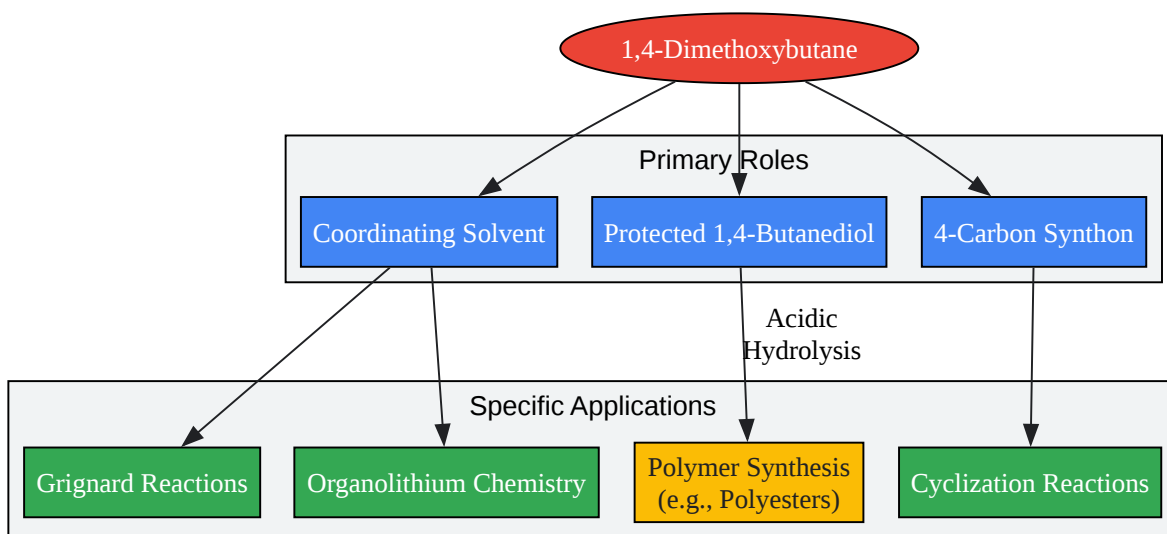 1,4-Dimethoxybutane
Primary Roles
Coordinating Solvent
Protected 1,4-Butanediol
4-Carbon Synthon
Acidic
Hydrolysis
Specific Applications
Grignard Reactions
Organolithium Chemistry
Polymer Synthesis
(e.g., Polyesters)
Cyclization Reactions